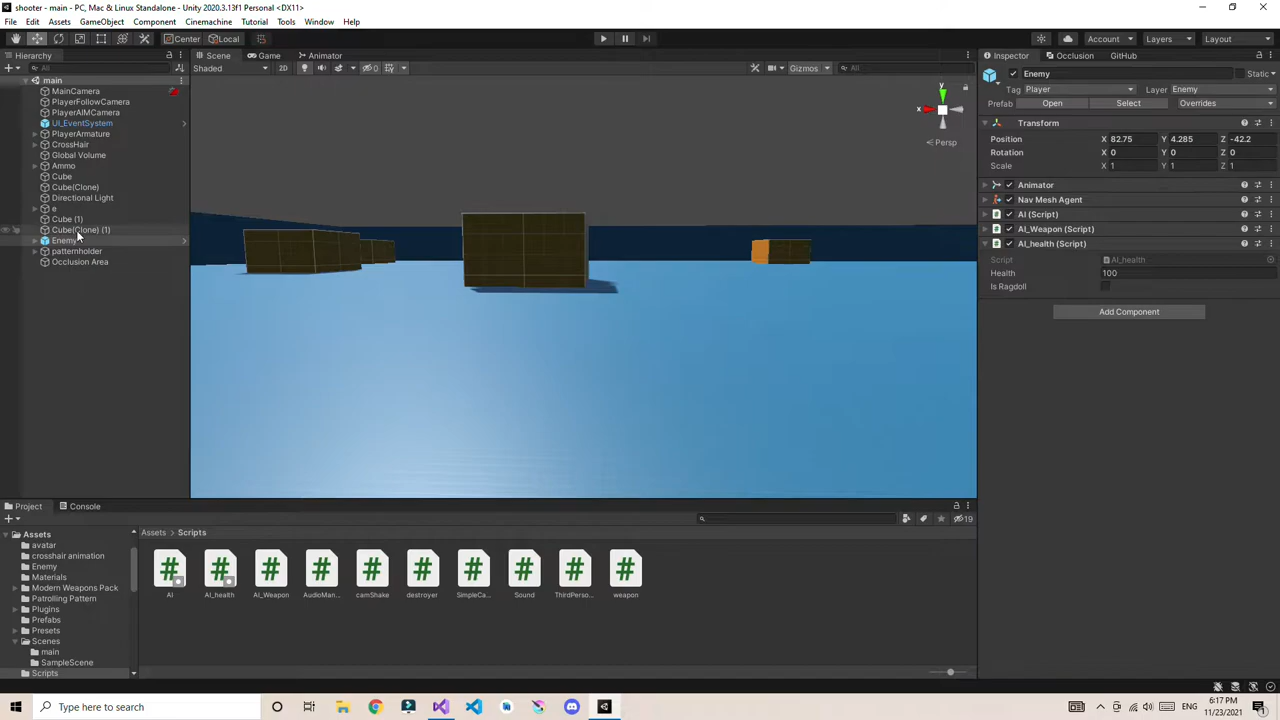 shooter - main - PC, Mac & Linux Standalone - Unity 2020.3.13f1 Personal <DX11>
File Edit Assets GameObject Component Cinemachine Tutorial Tools Window Help
Center Local Account Layers Layout
Hierarchy
All
main
MainCamera
PlayerFollowCamera
PlayerAIMCamera
UI_EventSystem
PlayerArmature
CrossHair
Global Volume
Ammo
Cube
Cube(Clone)
Directional Light
e
Cube (1)
Cube(Clone) (1)
Enemy
patternholder
Occlusion Area
Scene Game Animator
Shaded 2D 0 Gizmos All
y
x
Persp
Inspector Occlusion GitHub
Enemy Static
Tag Player Layer Enemy
Prefab Open Select Overrides
Transform
Position X 82.75 Y 4.285 Z -42.2
Rotation X 0 Y 0 Z 0
Scale X 1 Y 1 Z 1
Animator
Nav Mesh Agent
AI (Script)
AI_Weapon (Script)
AI_health (Script)
Script AI_health
Health 100
Is Ragdoll
Add Component
Project Console
19
Assets
avatar
crosshair animation
Enemy
Materials
Modern Weapons Pack
Patrolling Pattern
Plugins
Prefabs
Presets
Scenes
main
SampleScene
Scripts
Assets > Scripts
AI AI_health AI_Weapon AudioMan... camShake destroyer SimpleCa... Sound ThirdPerso... weapon
Type here to search
ENG
6:17 PM
11/23/2021